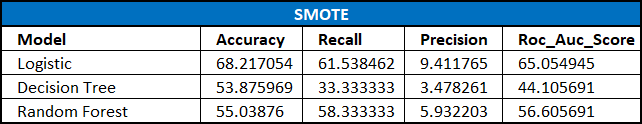 SMOTE
Model Accuracy Recall Precision Roc_Auc_Score
Logistic 68.217054 61.538462 9.411765 65.054945
Decision Tree 53.875969 33.333333 3.478261 44.105691
Random Forest 55.03876 58.333333 5.932203 56.605691